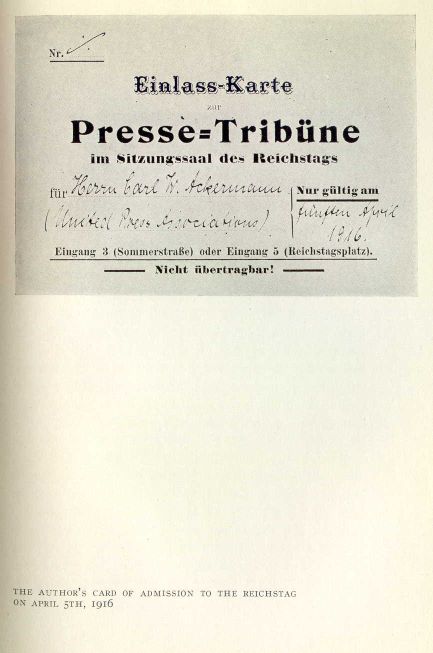 Nr.
Einlass-Karte
zur
Presse=Tribüne
im Sitzungssaal des Reichstags
für Herrn Carl W. Ackermann
(United Press Associations).
Nur gültig am
fünften April
1916.
Eingang 3 (Sommerstraße) oder Eingang 5 (Reichstagsplatz).
Nicht übertragbar!
THE AUTHOR'S CARD OF ADMISSION TO THE REICHSTAG
ON APRIL 5TH, 1916